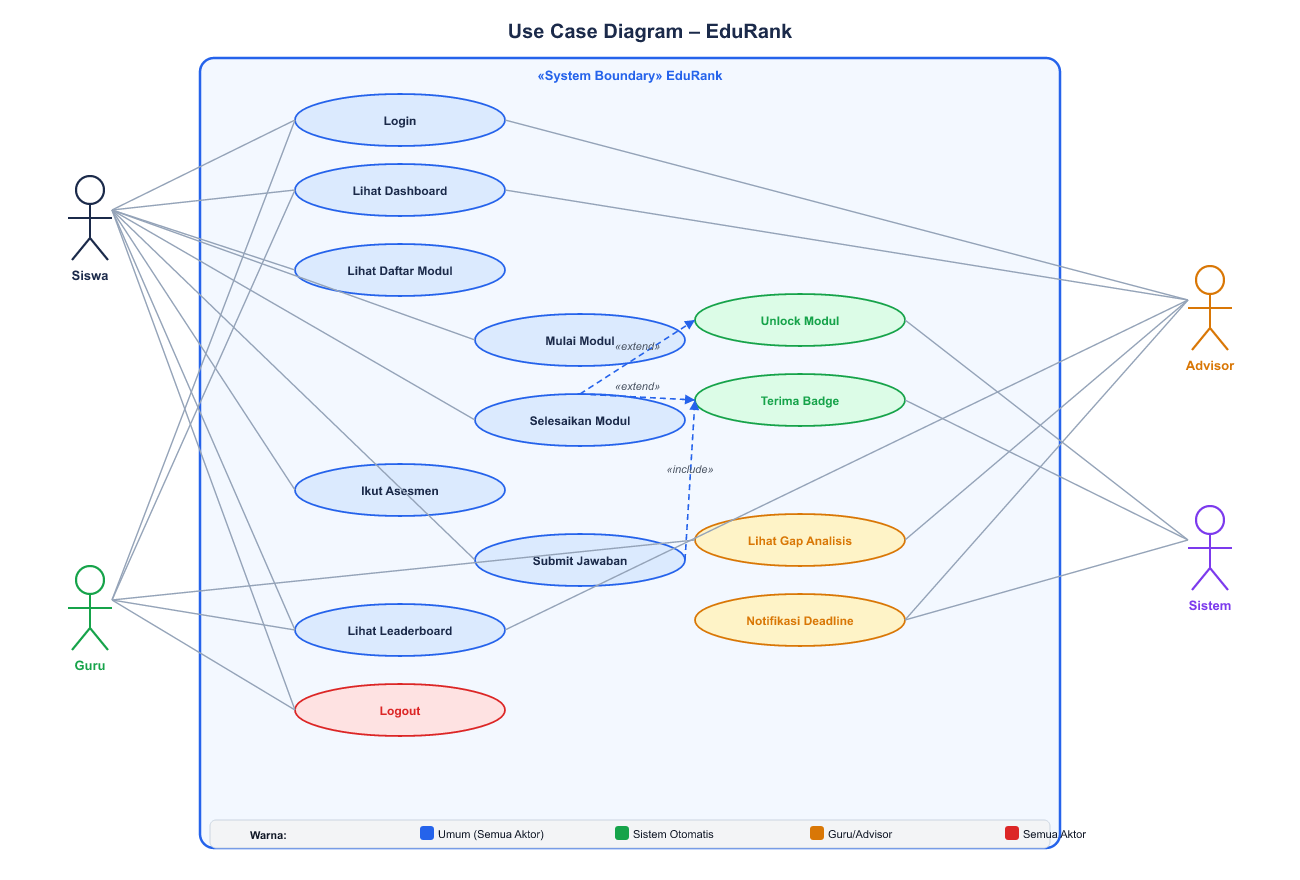 Use Case Diagram – EduRank
«System Boundary» EduRank
Login
Lihat Dashboard
Siswa
Lihat Daftar Modul
Mulai Modul
«extend»
Unlock Modul
Advisor
«extend»
Selesaikan Modul
Terima Badge
«include»
Ikut Asesmen
Submit Jawaban
Lihat Gap Analisis
Sistem
Lihat Leaderboard
Notifikasi Deadline
Guru
Logout
Warna:
Umum (Semua Aktor)
Sistem Otomatis
Guru/Advisor
Semua Aktor